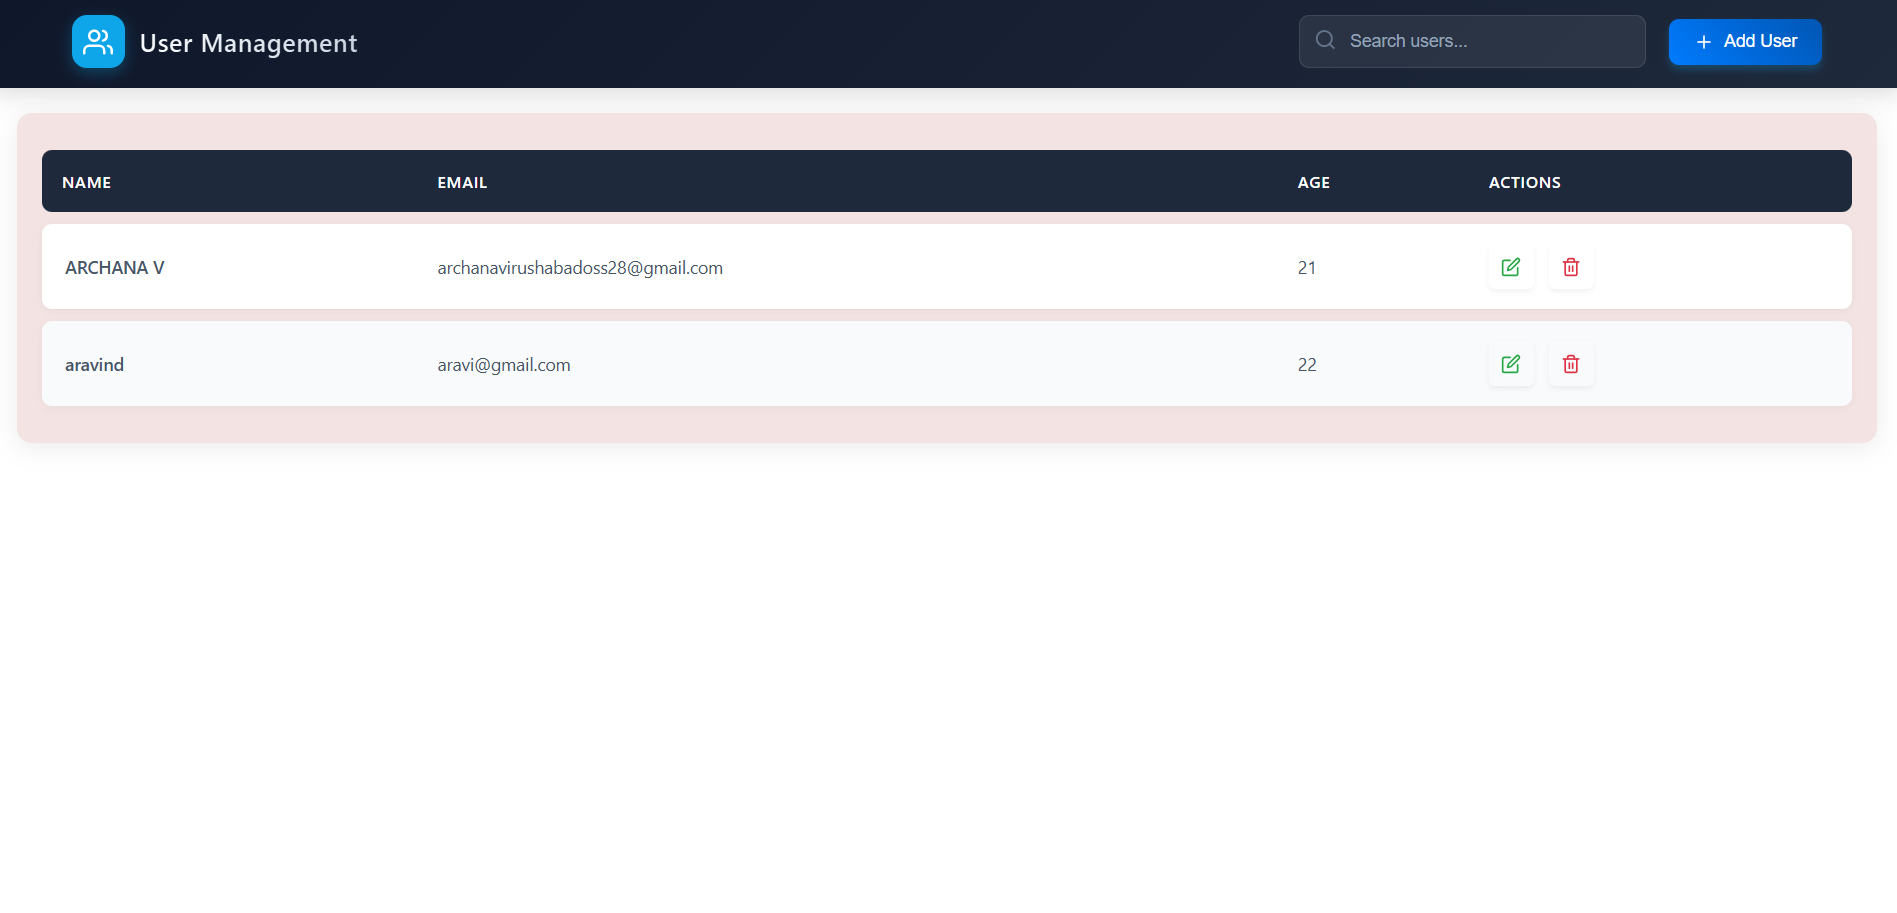 User Management
Search users...
Add User
NAME EMAIL AGE ACTIONS
ARCHANA V archanavirushabadoss28@gmail.com 21
aravind aravi@gmail.com 22